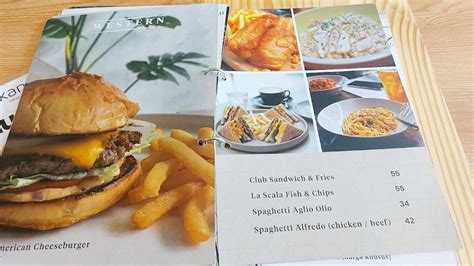 WESTERN
American Cheeseburger
Club Sandwich & Fries 55
La Scala Fish & Chips 55
Spaghetti Aglio Olio 34
Spaghetti Alfredo (chicken / beef) 42